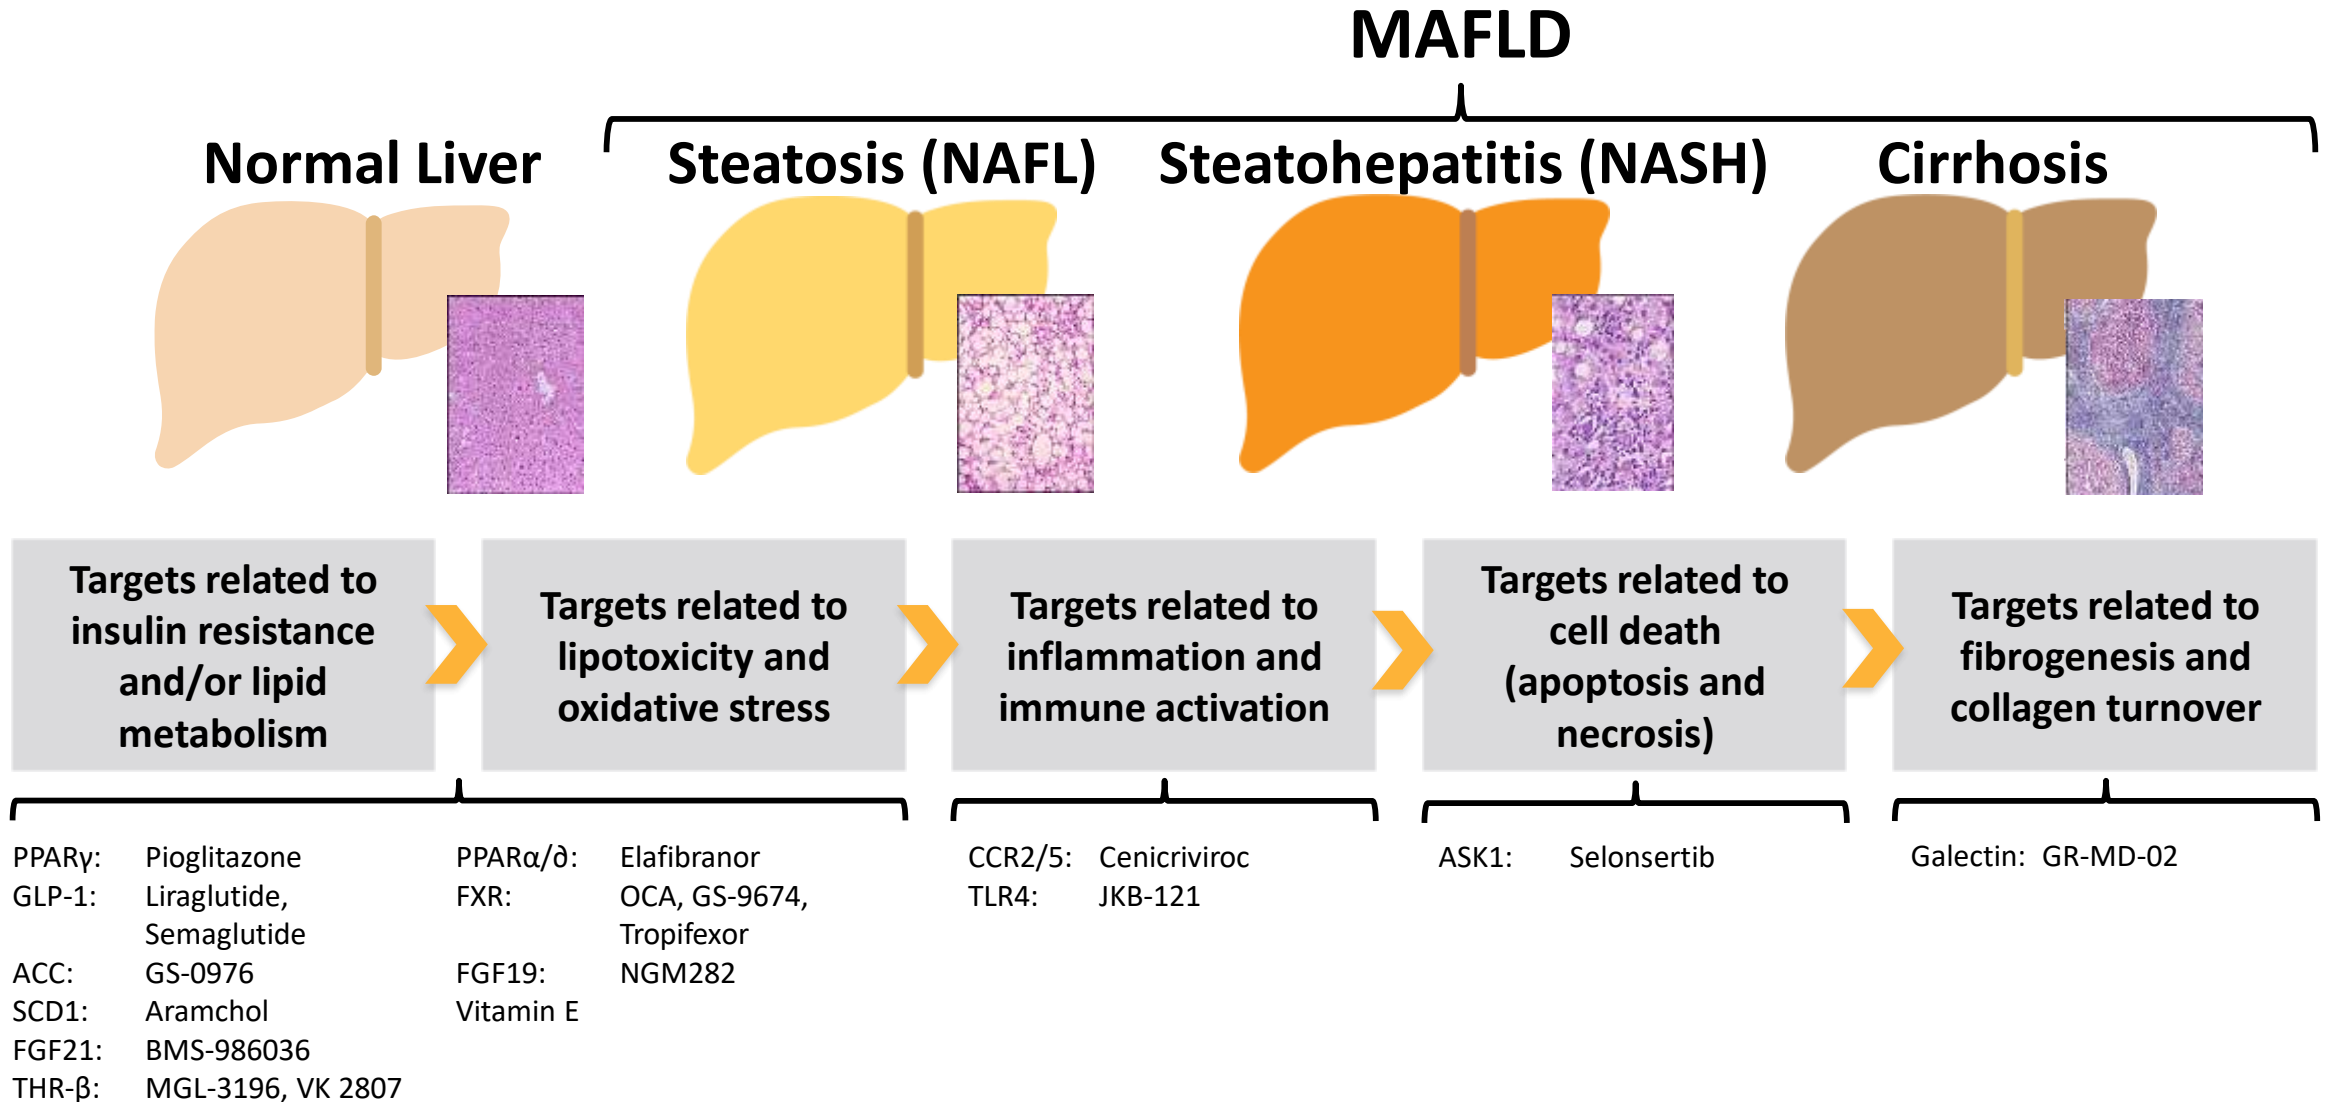 MAFLD
Normal Liver
Steatosis (NAFL)
Steatohepatitis (NASH)
Cirrhosis
Targets related to
insulin resistance
and/or lipid
metabolism
Targets related to
lipotoxicity and
oxidative stress
Targets related to
inflammation and
immune activation
Targets related to
cell death
(apoptosis and
necrosis)
Targets related to
fibrogenesis and
collagen turnover
PPARγ: Pioglitazone
GLP-1: Liraglutide,
Semaglutide
ACC: GS-0976
SCD1: Aramchol
FGF21: BMS-986036
THR-β: MGL-3196, VK 2807
PPARα/∂: Elafibranor
FXR: OCA, GS-9674,
Tropifexor
FGF19: NGM282
Vitamin E
CCR2/5: Cenicriviroc
TLR4: JKB-121
ASK1: Selonsertib
Galectin: GR-MD-02